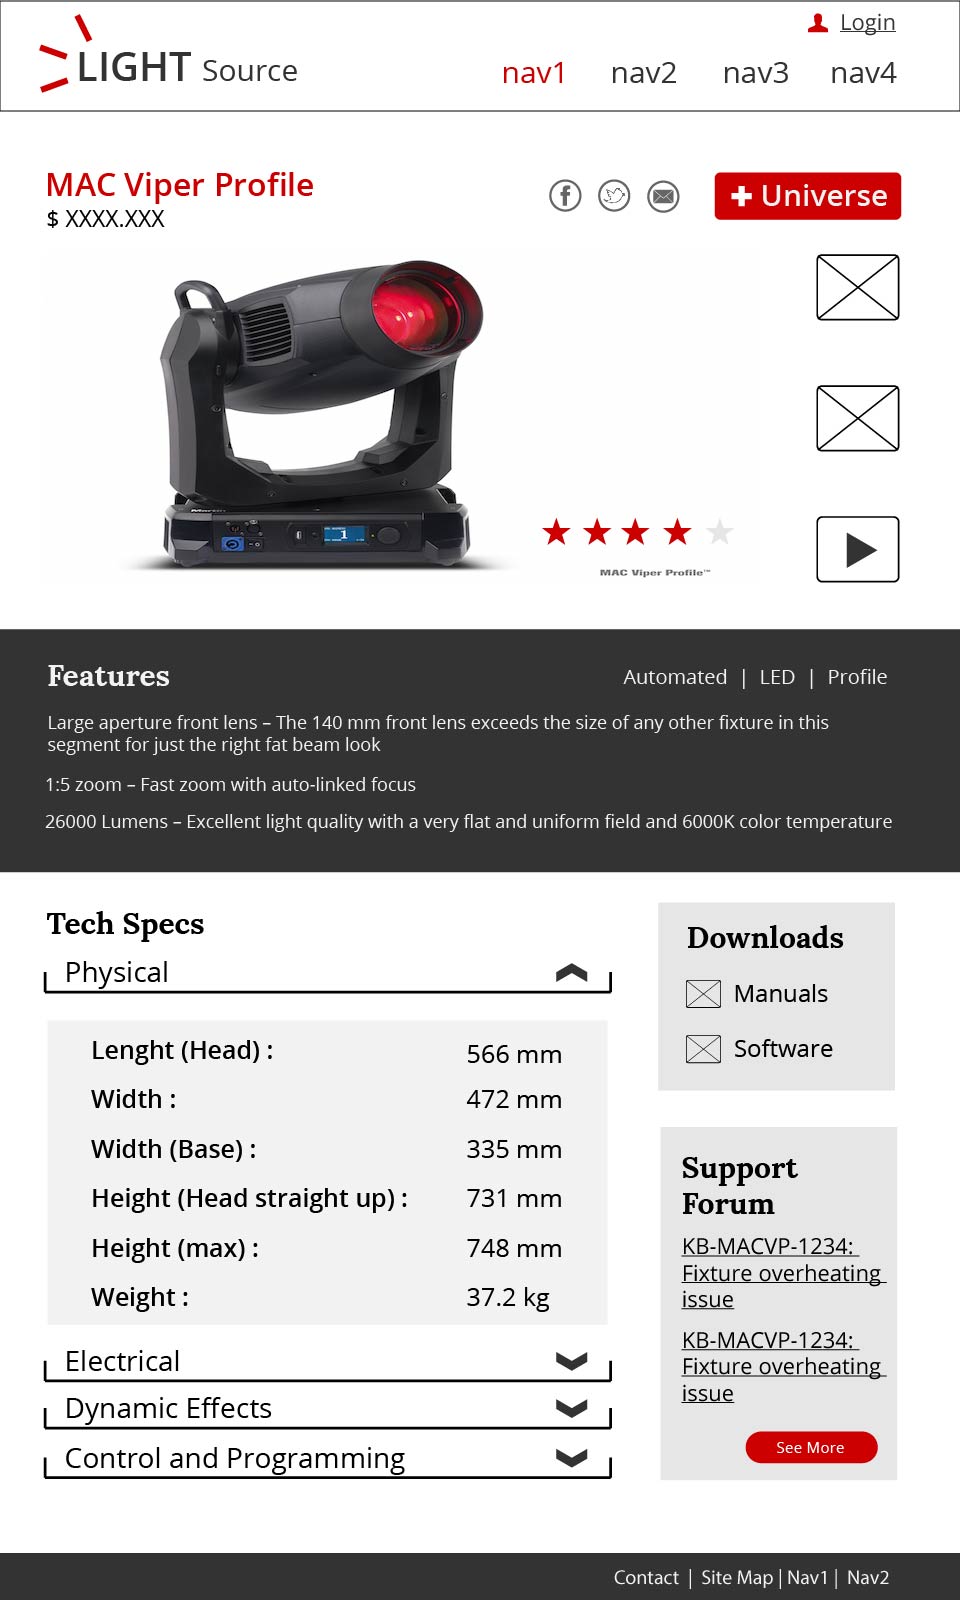 Login
LIGHT Source
nav1 nav2 nav3 nav4
MAC Viper Profile
$ XXXX.XXX
+ Universe
1
MAC Viper Profile™
Features
Automated | LED | Profile
Large aperture front lens – The 140 mm front lens exceeds the size of any other fixture in this
segment for just the right fat beam look
1:5 zoom – Fast zoom with auto-linked focus
26000 Lumens – Excellent light quality with a very flat and uniform field and 6000K color temperature
Tech Specs
Physical
Lenght (Head) : 566 mm
Width : 472 mm
Width (Base) : 335 mm
Height (Head straight up) : 731 mm
Height (max) : 748 mm
Weight : 37.2 kg
Electrical
Dynamic Effects
Control and Programming
Downloads
Manuals
Software
Support
Forum
KB-MACVP-1234:
Fixture overheating
issue
KB-MACVP-1234:
Fixture overheating
issue
See More
Contact | Site Map | Nav1 | Nav2